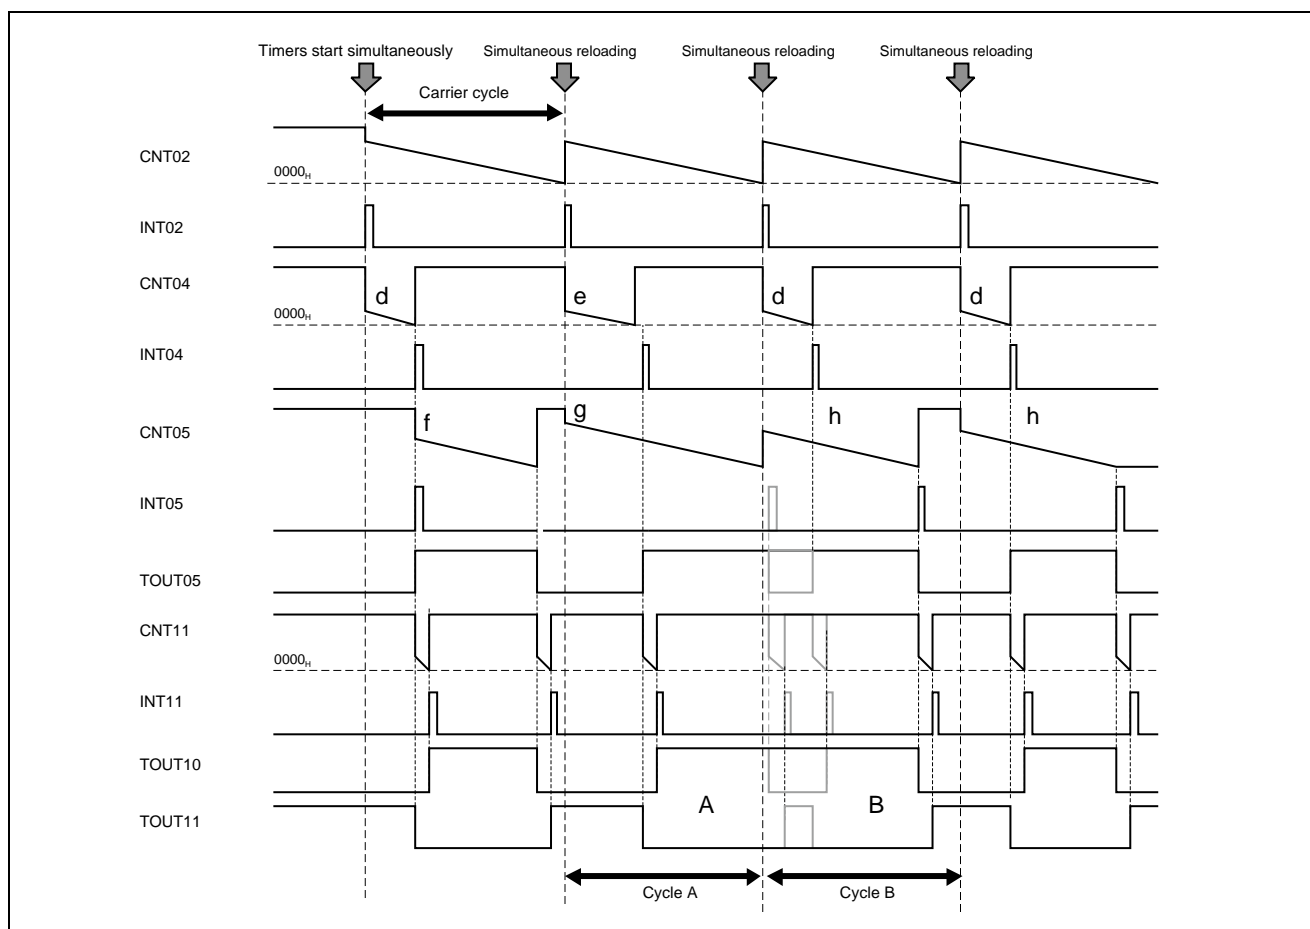 Timers start simultaneously Simultaneous reloading Simultaneous reloading Simultaneous reloading
Carrier cycle
CNT02
0000H
INT02
CNT04 d e d d
0000H
INT04
CNT05 f g h h
INT05
TOUT05
CNT11
0000H
INT11
TOUT10
A B
TOUT11
Cycle A Cycle B